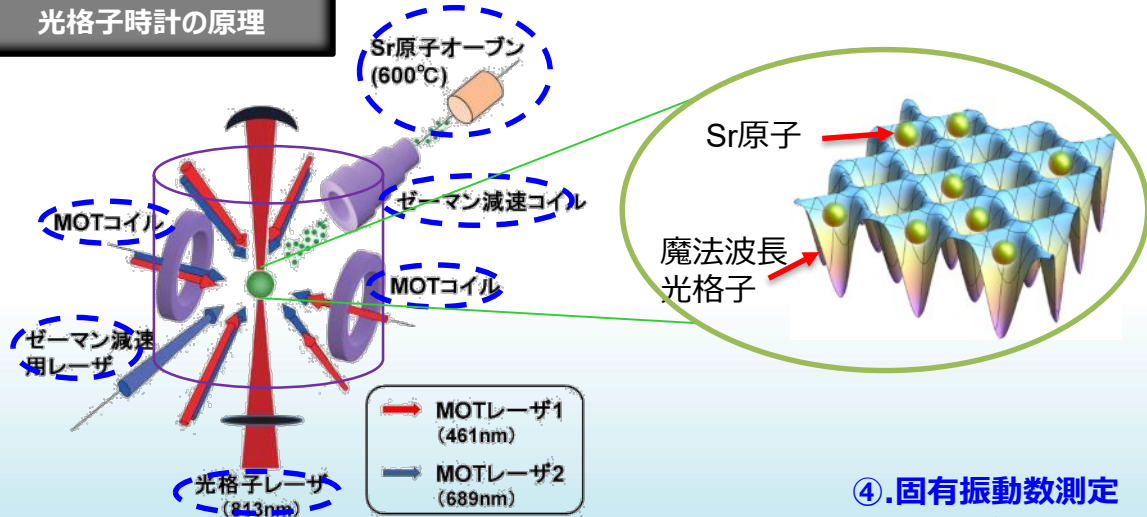 光格子時計の原理
Sr原子オーブン
(600℃)
MOTコイル
ゼーマン減速コイル
MOTコイル
ゼーマン減速
用レーザ
光格子レーザ
(813nm)
MOTレーザ1
(461nm)
MOTレーザ2
(689nm)
Sr原子
魔法波長
光格子
④.固有振動数測定